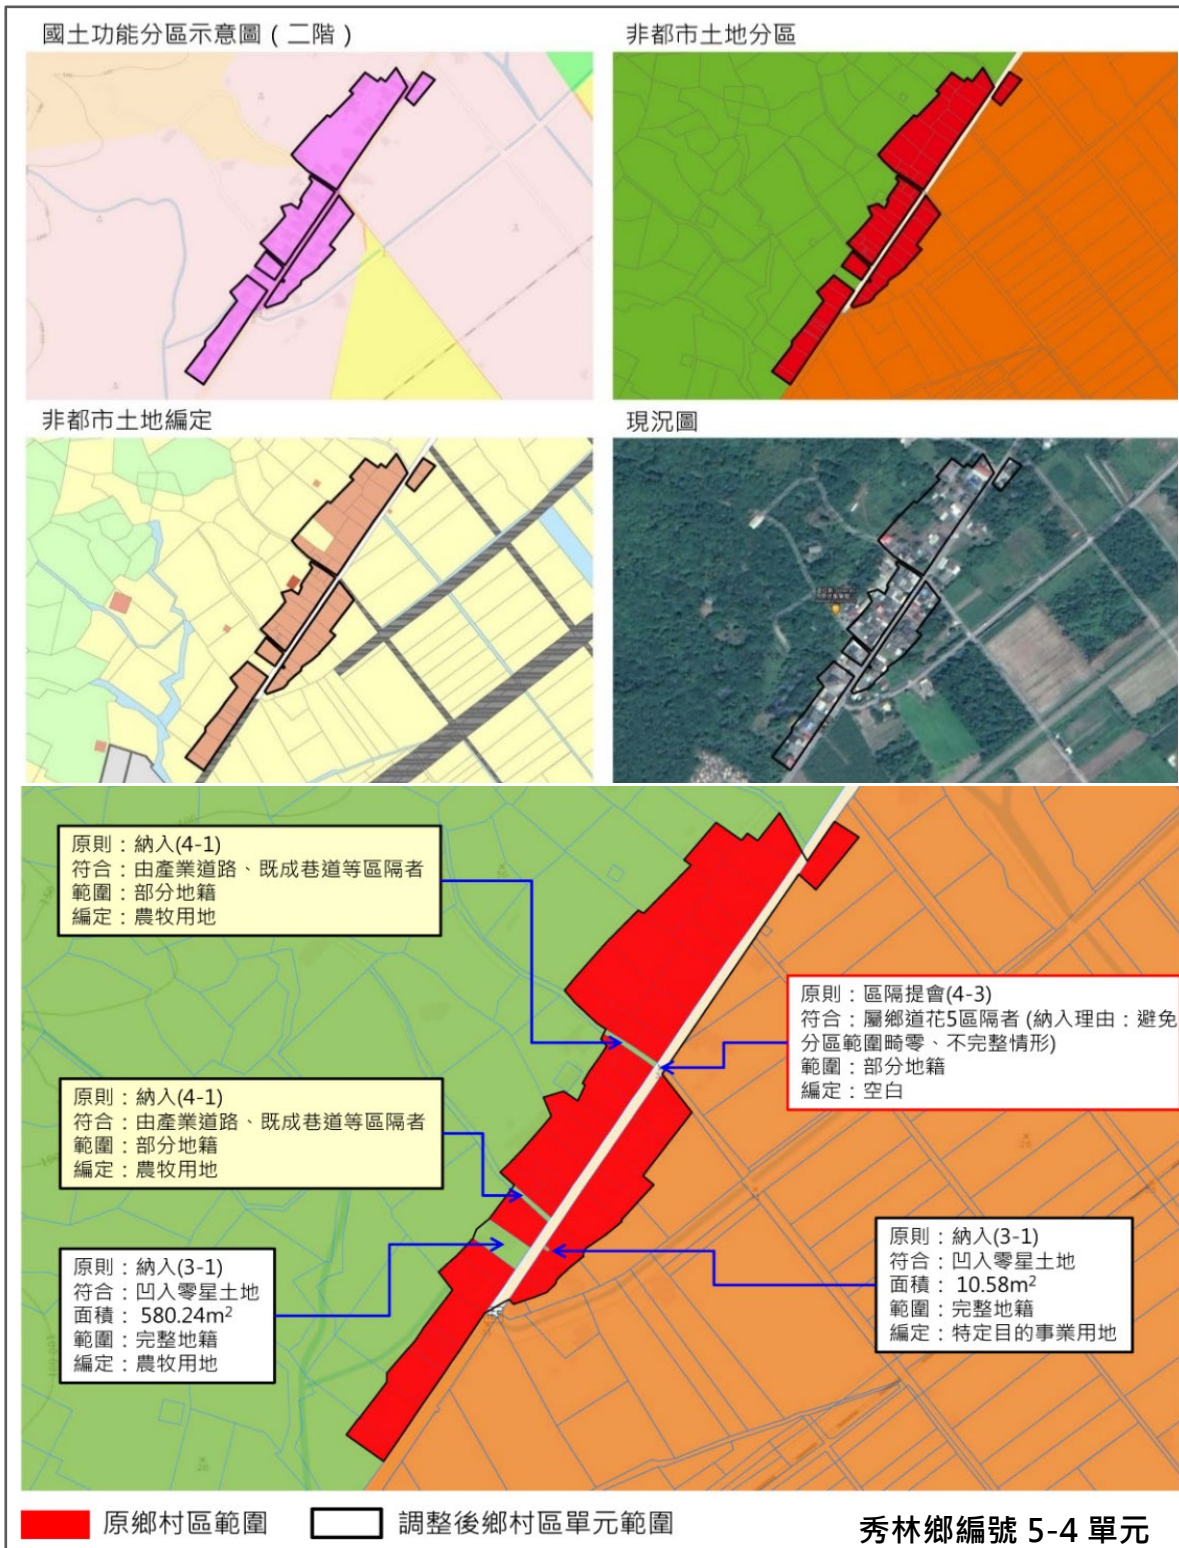 國土功能分區示意圖（二階）
非都市土地分區
非都市土地編定
現況圖
原則：納入(4-1)
符合：由產業道路、既成巷道等區隔者
範圍：部分地籍
編定：農牧用地
原則：區隔提會(4-3)
符合：屬鄉道花5區隔者 (納入理由：避免
分區範圍畸零、不完整情形)
範圍：部分地籍
編定：空白
原則：納入(4-1)
符合：由產業道路、既成巷道等區隔者
範圍：部分地籍
編定：農牧用地
原則：納入(3-1)
符合：凹入零星土地
面積： 580.24m²
範圍：完整地籍
編定：農牧用地
原則：納入(3-1)
符合：凹入零星土地
面積： 10.58m²
範圍：完整地籍
編定：特定目的事業用地
原鄉村區範圍
調整後鄉村區單元範圍
秀林鄉編號 5-4 單元